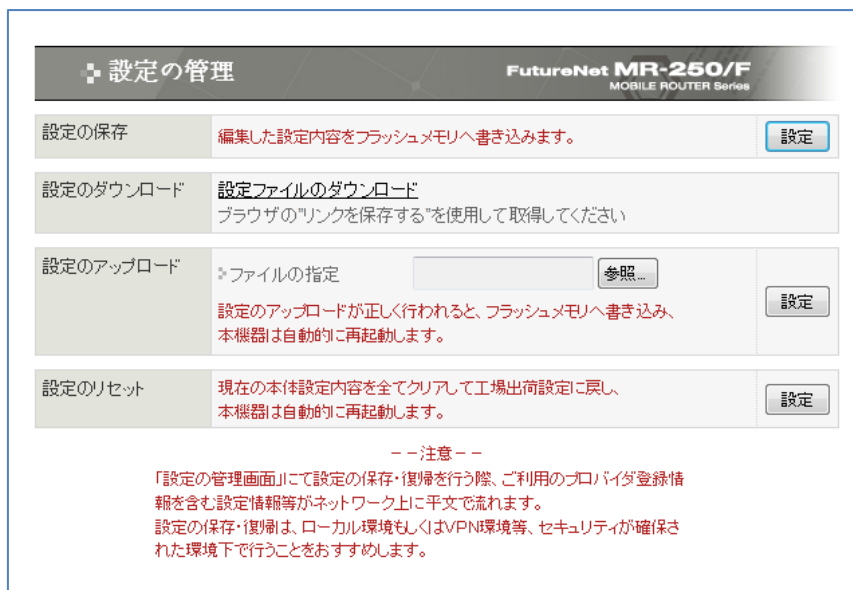 設定の管理
FutureNet MR-250/F
MOBILE ROUTER Series
設定の保存
編集した設定内容をフラッシュメモリへ書き込みます。
設定
設定のダウンロード
設定ファイルのダウンロード
ブラウザの"リンクを保存する"を使用して取得してください
設定のアップロード
ファイルの指定
参照...
設定のアップロードが正しく行われると、フラッシュメモリへ書き込み、
本機器は自動的に再起動します。
設定
設定のリセット
現在の本体設定内容を全てクリアして工場出荷設定に戻し、
本機器は自動的に再起動します。
設定
−−注意−−
「設定の管理画面」にて設定の保存・復帰を行う際、ご利用のプロバイダ登録情
報を含む設定情報等がネットワーク上に平文で流れます。
設定の保存・復帰は、ローカル環境もしくはVPN環境等、セキュリティが確保さ
れた環境下で行うことをおすすめします。